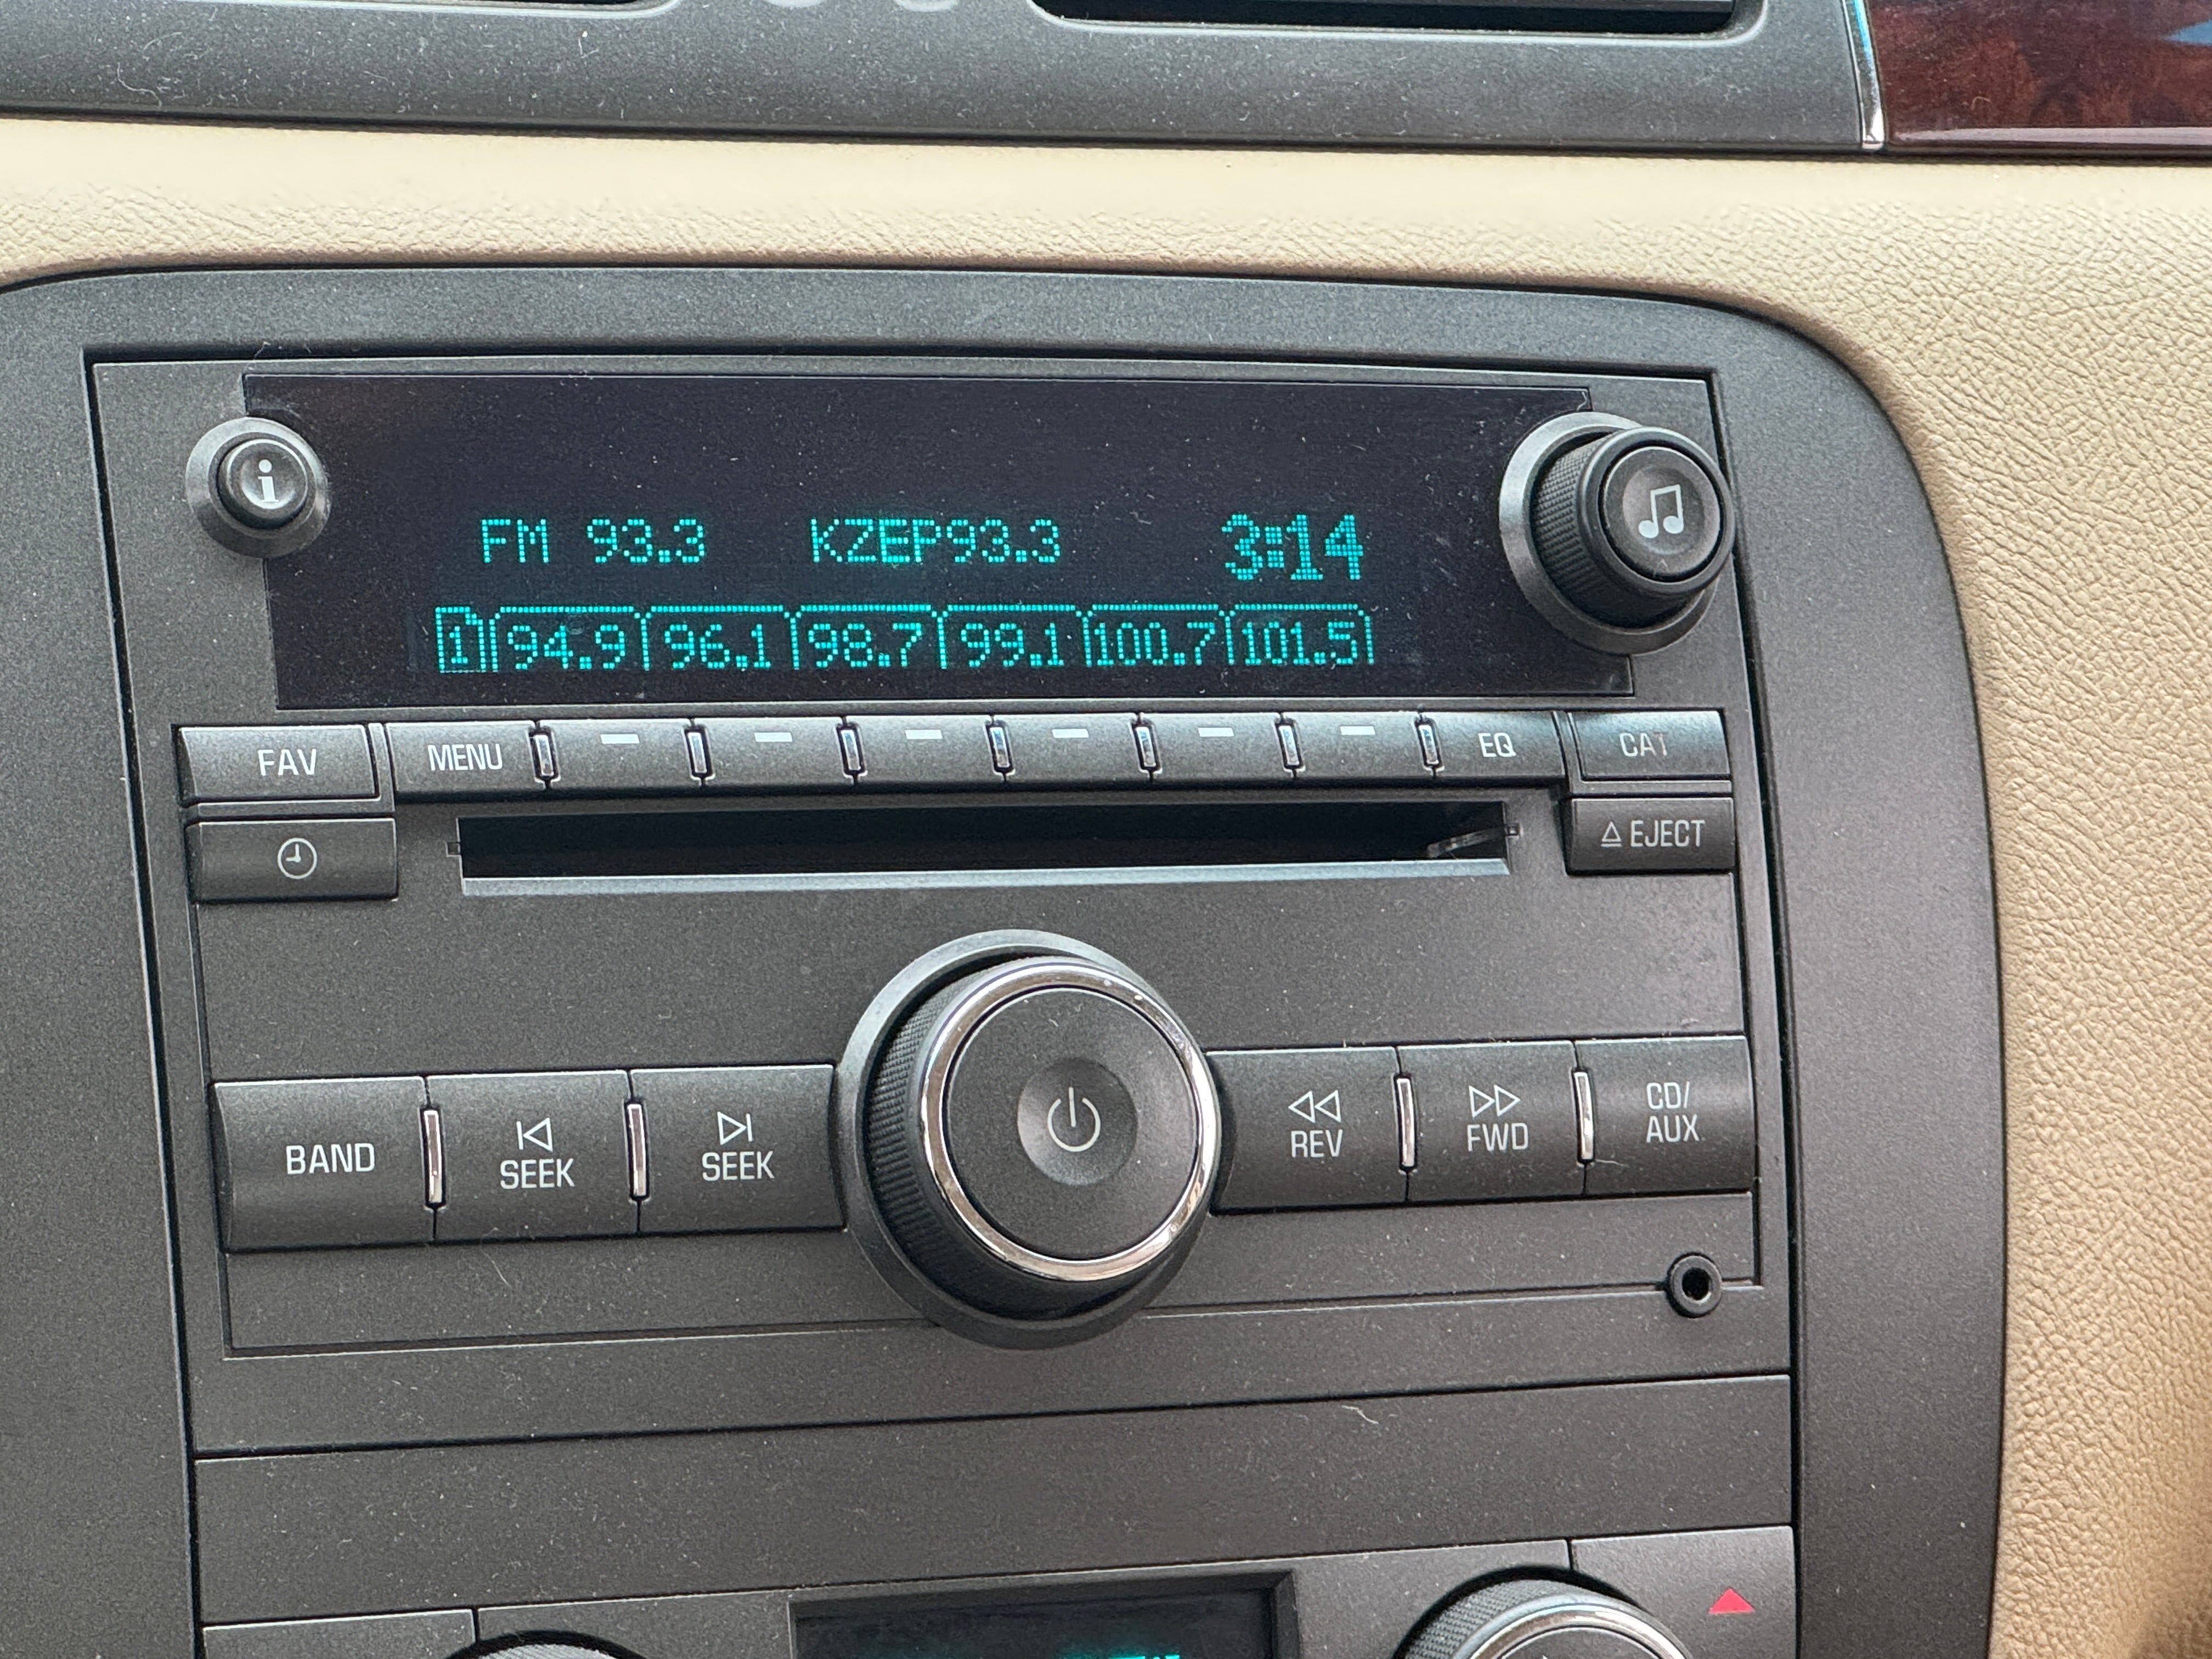 i
FM 93.3 KZEP93.3 3:14
1 94.9 96.1 98.7 99.1 100.7 101.5
FAV MENU EQ CAT
EJECT
BAND SEEK SEEK REV FWD CD/
AUX